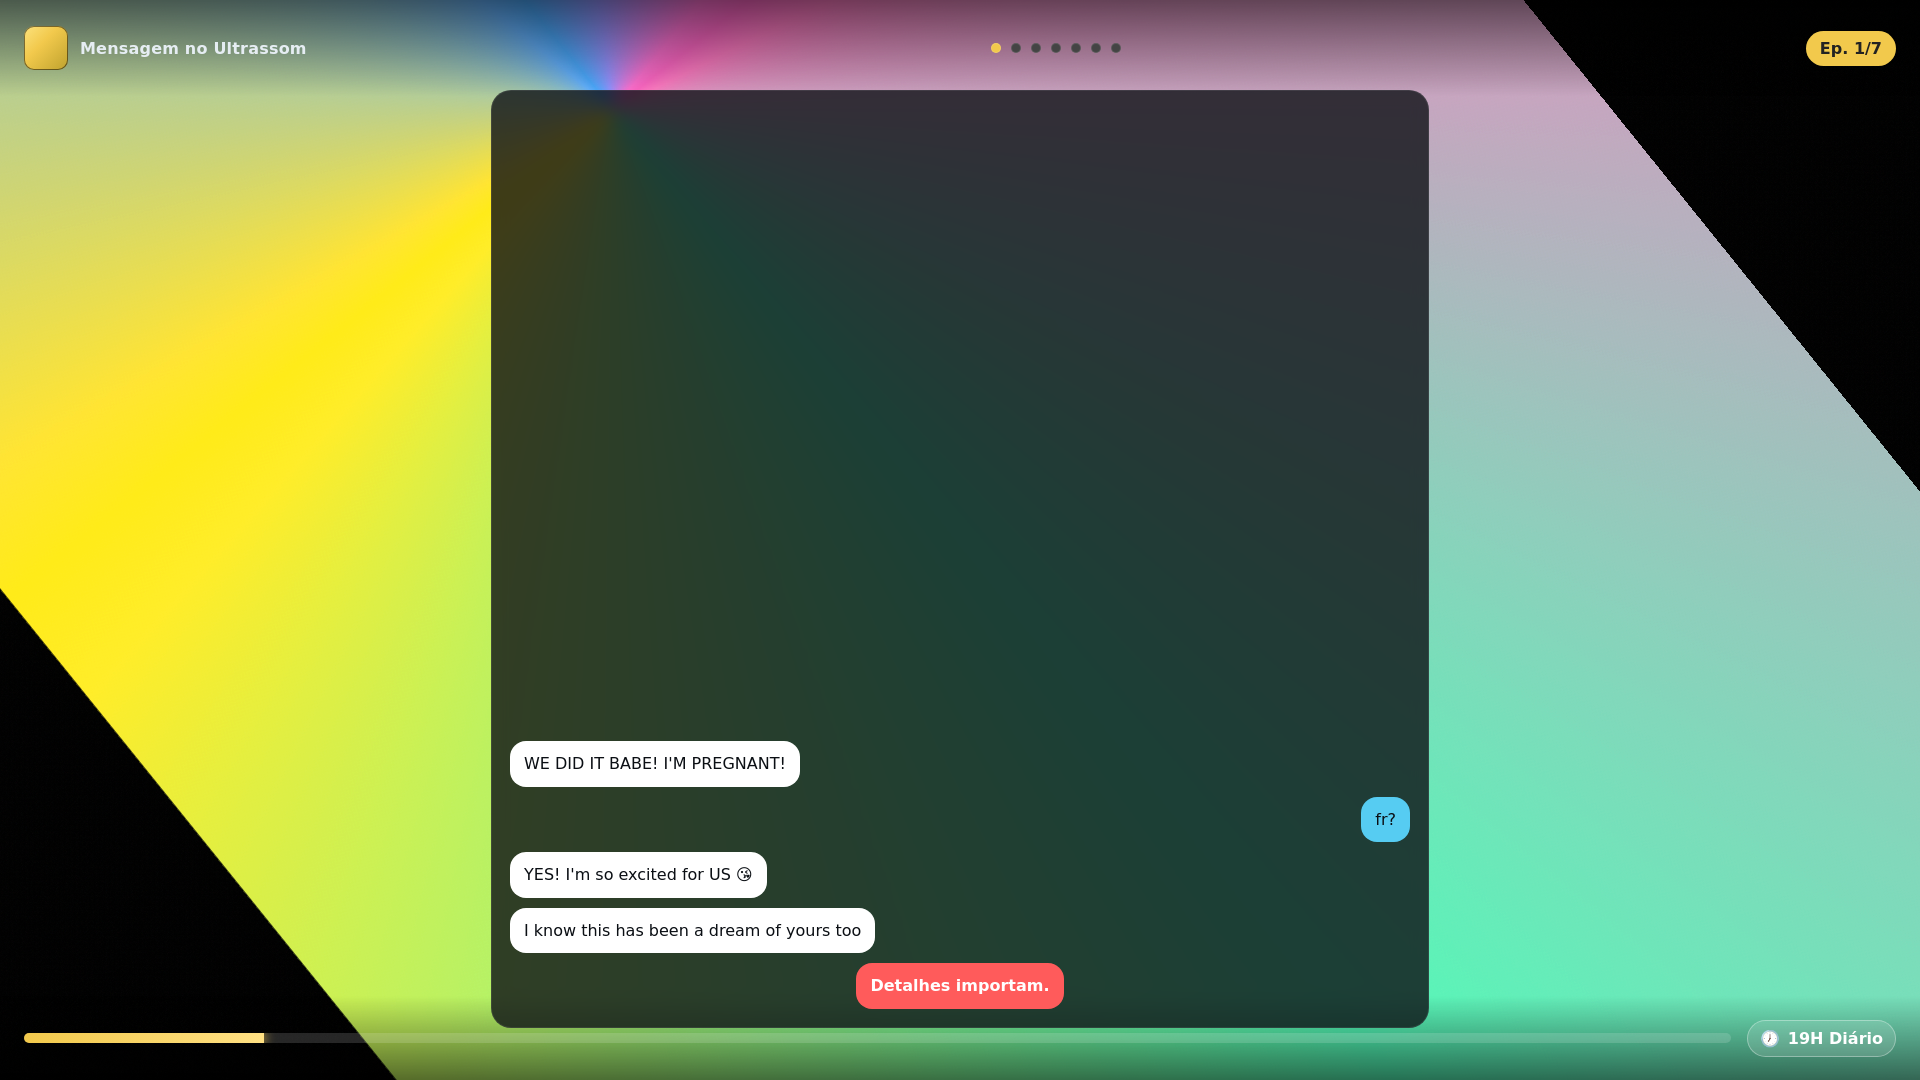 Mensagem no Ultrassom
Ep. 1/7
WE DID IT BABE! I'M PREGNANT!
fr?
YES! I'm so excited for US 😘
I know this has been a dream of yours too
Detalhes importam.
19H Diário